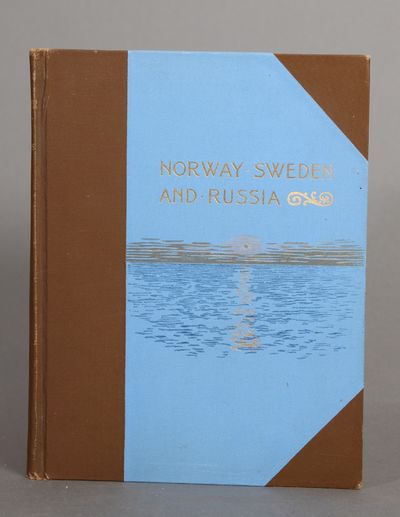 NORWAY · SWEDEN
AND · RUSSIA